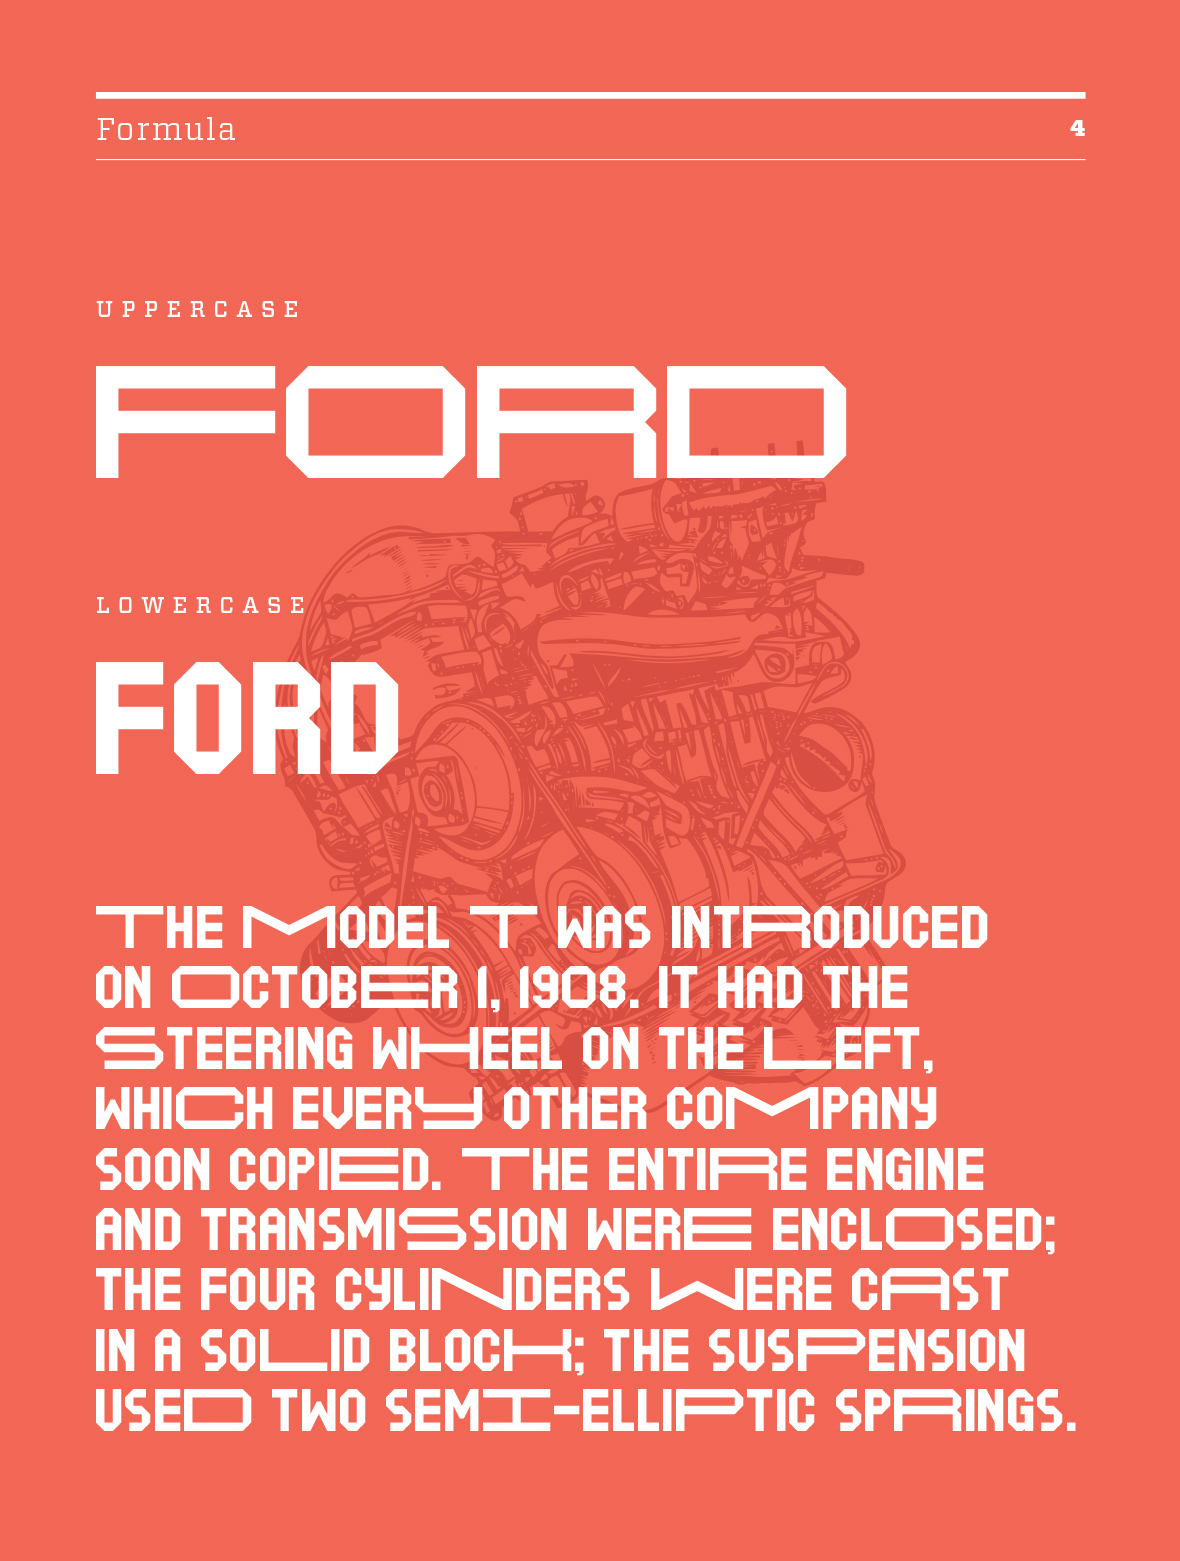 Formula
4
UPPERCASE
FORD
LOWERCASE
FORD
THE MODEL T WAS INTRODUCED
ON OCTOBER 1, 1908. IT HAD THE
STEERING WHEEL ON THE LEFT,
WHICH EVERY OTHER COMPANY
SOON COPIED. THE ENTIRE ENGINE
AND TRANSMISSION WERE ENCLOSED;
THE FOUR CYLINDERS WERE CAST
IN A SOLID BLOCK; THE SUSPENSION
USED TWO SEMI-ELLIPTIC SPRINGS.